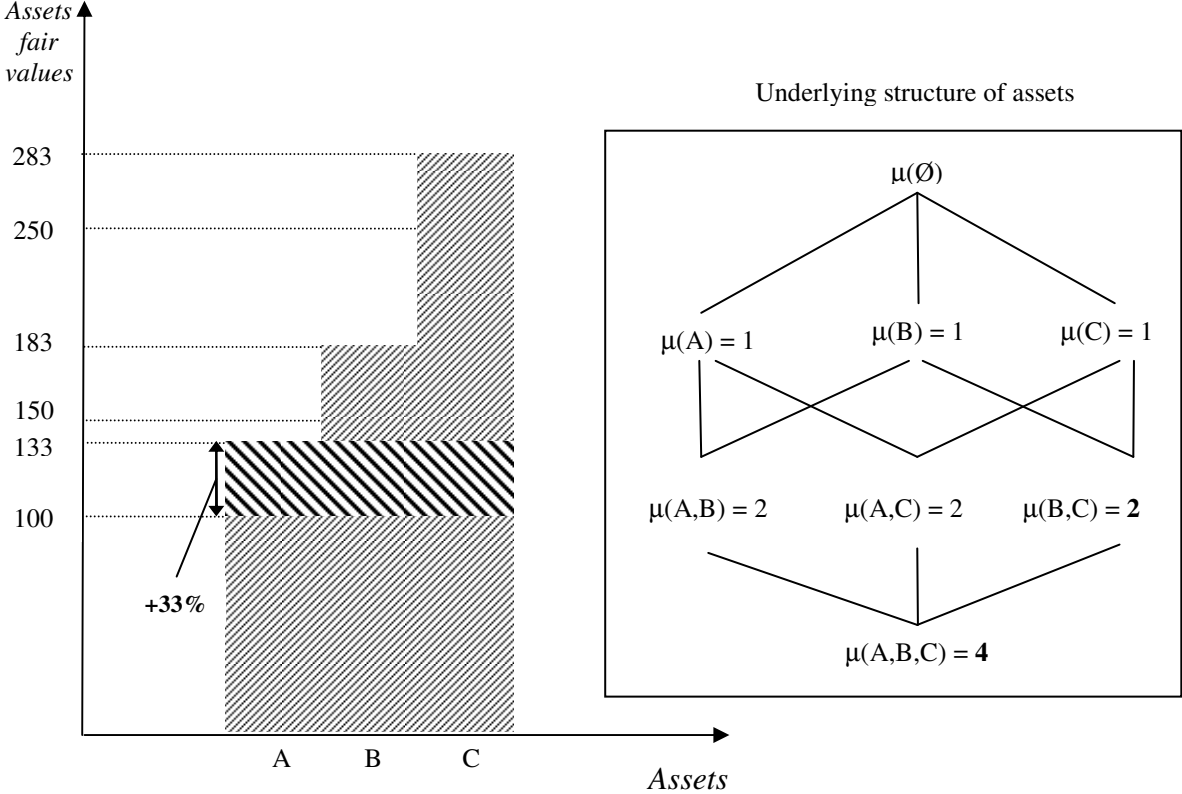 Assets
fair
values
283
250
183
150
133
100
+33%
A B C
Assets
Underlying structure of assets
μ(Ø)
μ(A) = 1 μ(B) = 1 μ(C) = 1
μ(A,B) = 2 μ(A,C) = 2 μ(B,C) = 2
μ(A,B,C) = 4